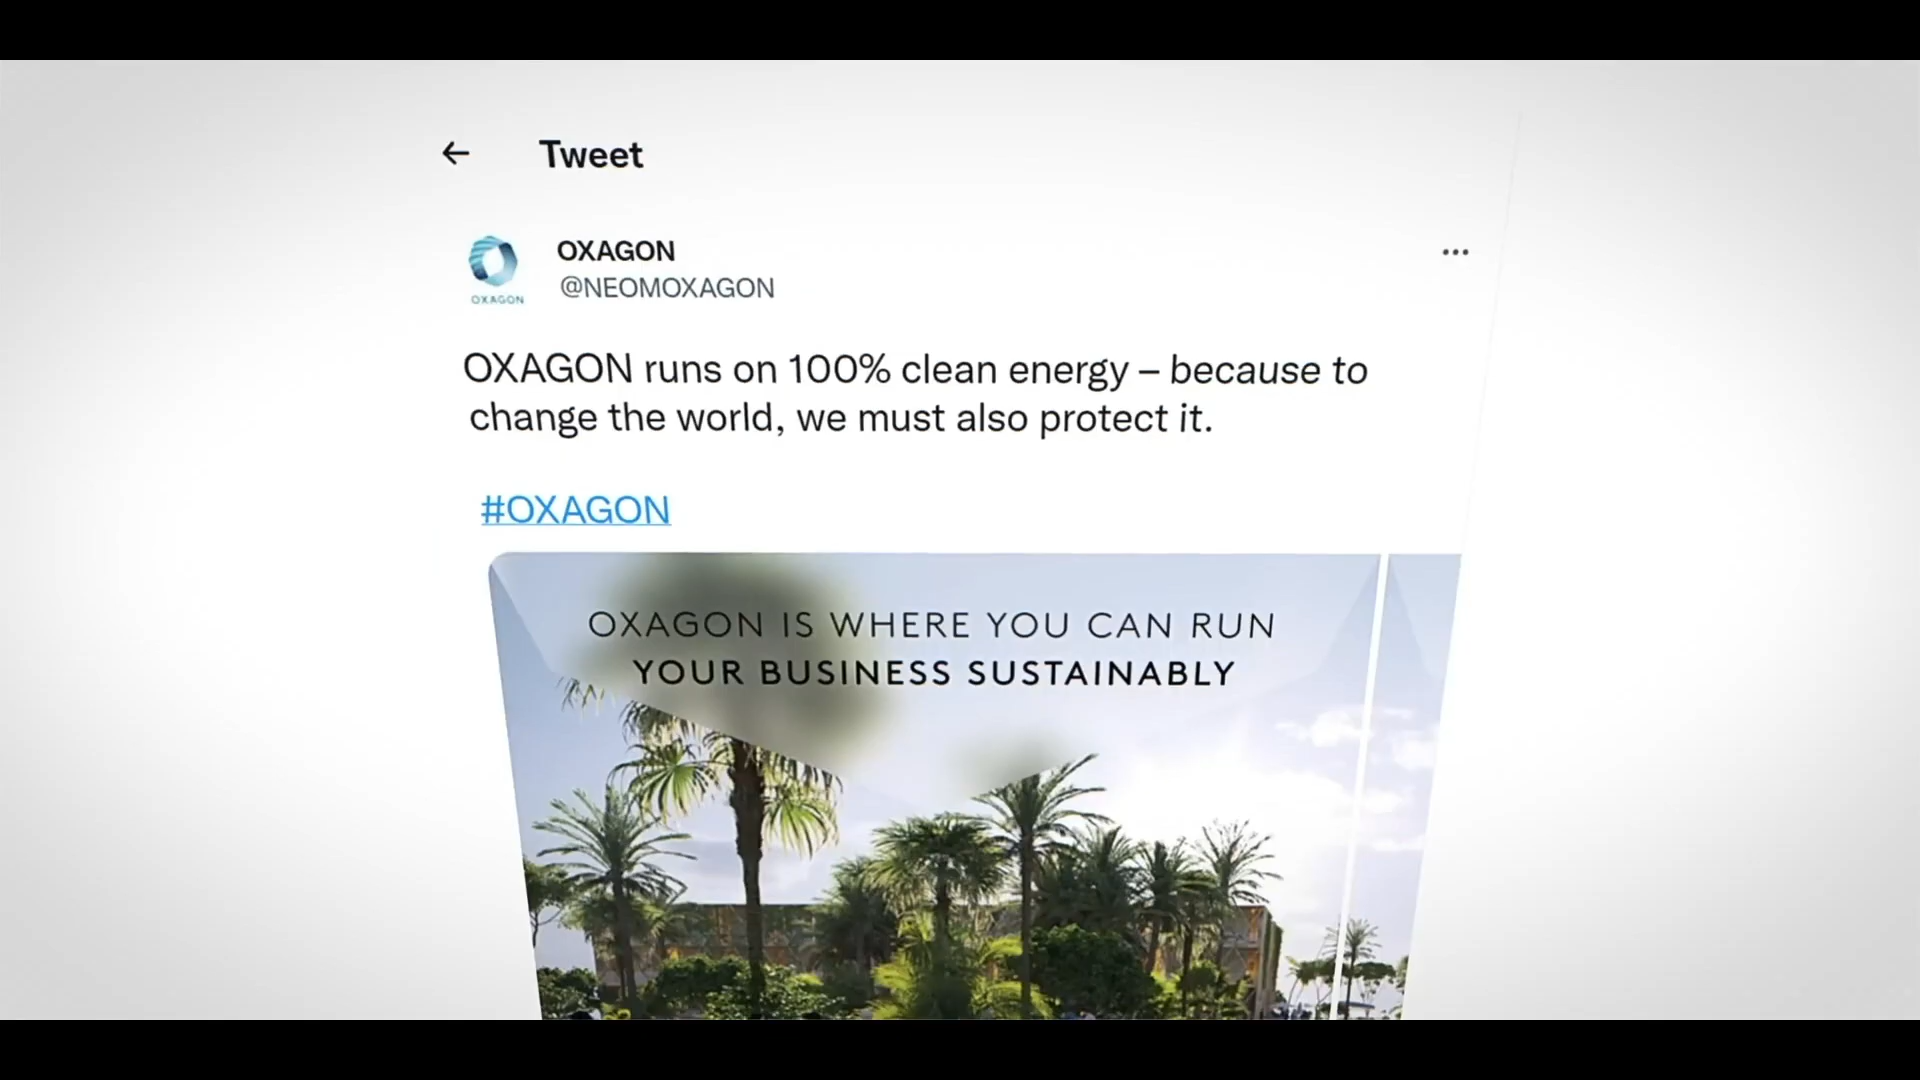 Tweet
OXAGON
@NEOMOXAGON
OXAGON
OXAGON runs on 100% clean energy – because to
change the world, we must also protect it.
#OXAGON
OXAGON IS WHERE YOU CAN RUN
YOUR BUSINESS SUSTAINABLY